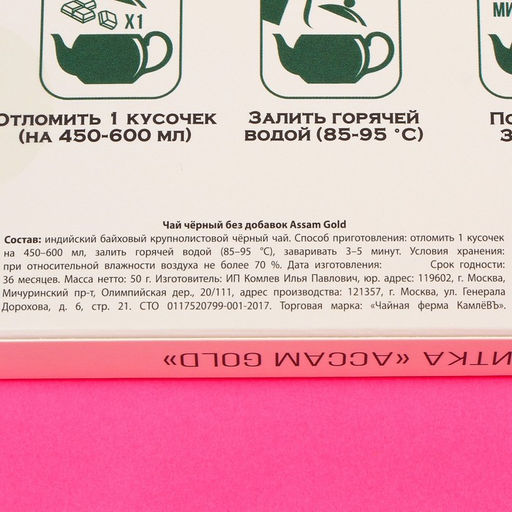 X1
МИ
ОТЛОМИТЬ 1 КУСОЧЕК
(НА 450-600 МЛ)
ЗАЛИТЬ ГОРЯЧЕЙ
ВОДОЙ (85-95 °C)
Чай чёрный без добавок Assam Gold
Состав: индийский байховый крупнолистовой чёрный чай. Способ приготовления: отломить 1 кусочек
на 450–600 мл, залить горячей водой (85–95 °C), заваривать 3–5 минут. Условия хранения:
при относительной влажности воздуха не более 70 %. Дата изготовления: Срок годности:
36 месяцев. Масса нетто: 50 г. Изготовитель: ИП Комлев Илья Павлович, юр. адрес: 119602, г. Москва,
Мичуринский пр-т, Олимпийская дер., 20/111, адрес производства: 121357, г. Москва, ул. Генерала
Дорохова, д. 6, стр. 21. СТО 0117520799-001-2017. Торговая марка: «Чайная ферма КамлёвЪ».
ИТКА «АССАМ GOLD»